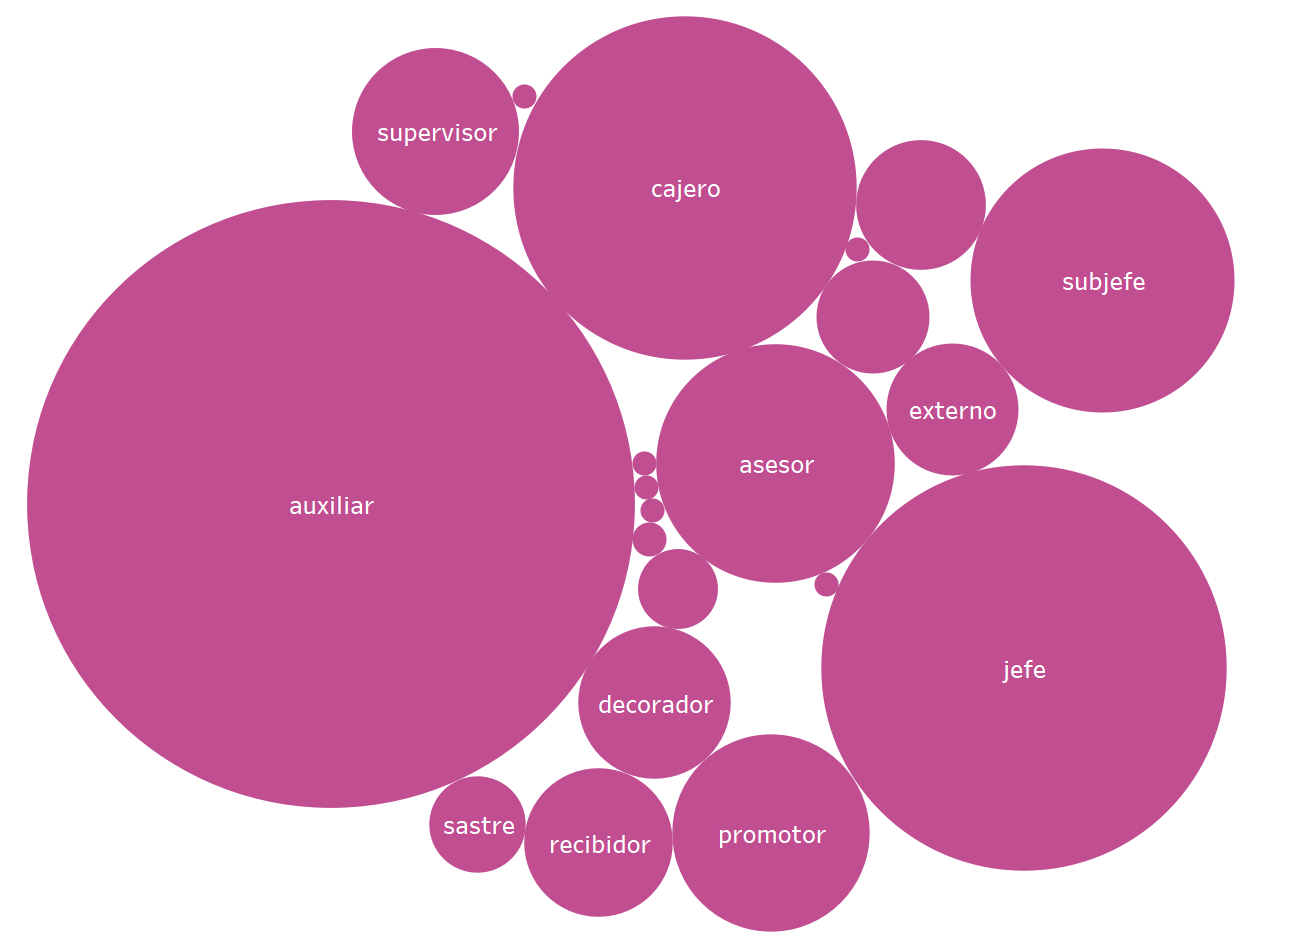 supervisor
cajero
subjefe
externo
asesor
auxiliar
jefe
decorador
sastre
recibidor
promotor